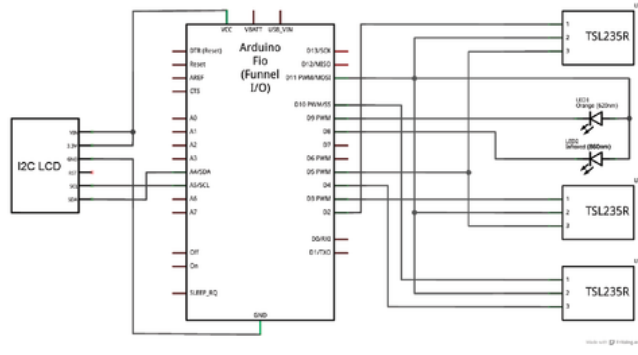 VCC
VBATT
USB_VIN
Arduino
Fio
(Funnel
I/O)
DTR (Reset)
Reset
AREF
CTS
A0
A1
A2
A3
A4/SDA
A5/SCL
A6
A7
Off
On
SLEEP_RQ
GND
D13/SCK
D12/MISO
D11 PWM/MOSI
D10 PWM/SS
D9 PWM
D8
D7
D6 PWM
D5 PWM
D4
D3 PWM
D2
D0/RXI
D1/TXO
I2C LCD
VIN
3.3V
GND
RST
SCL
SDA
1
2
3
TSL235R
LED1
Orange (620nm)
LED2
Infrared (860nm)
1
2
3
TSL235R
1
2
3
TSL235R